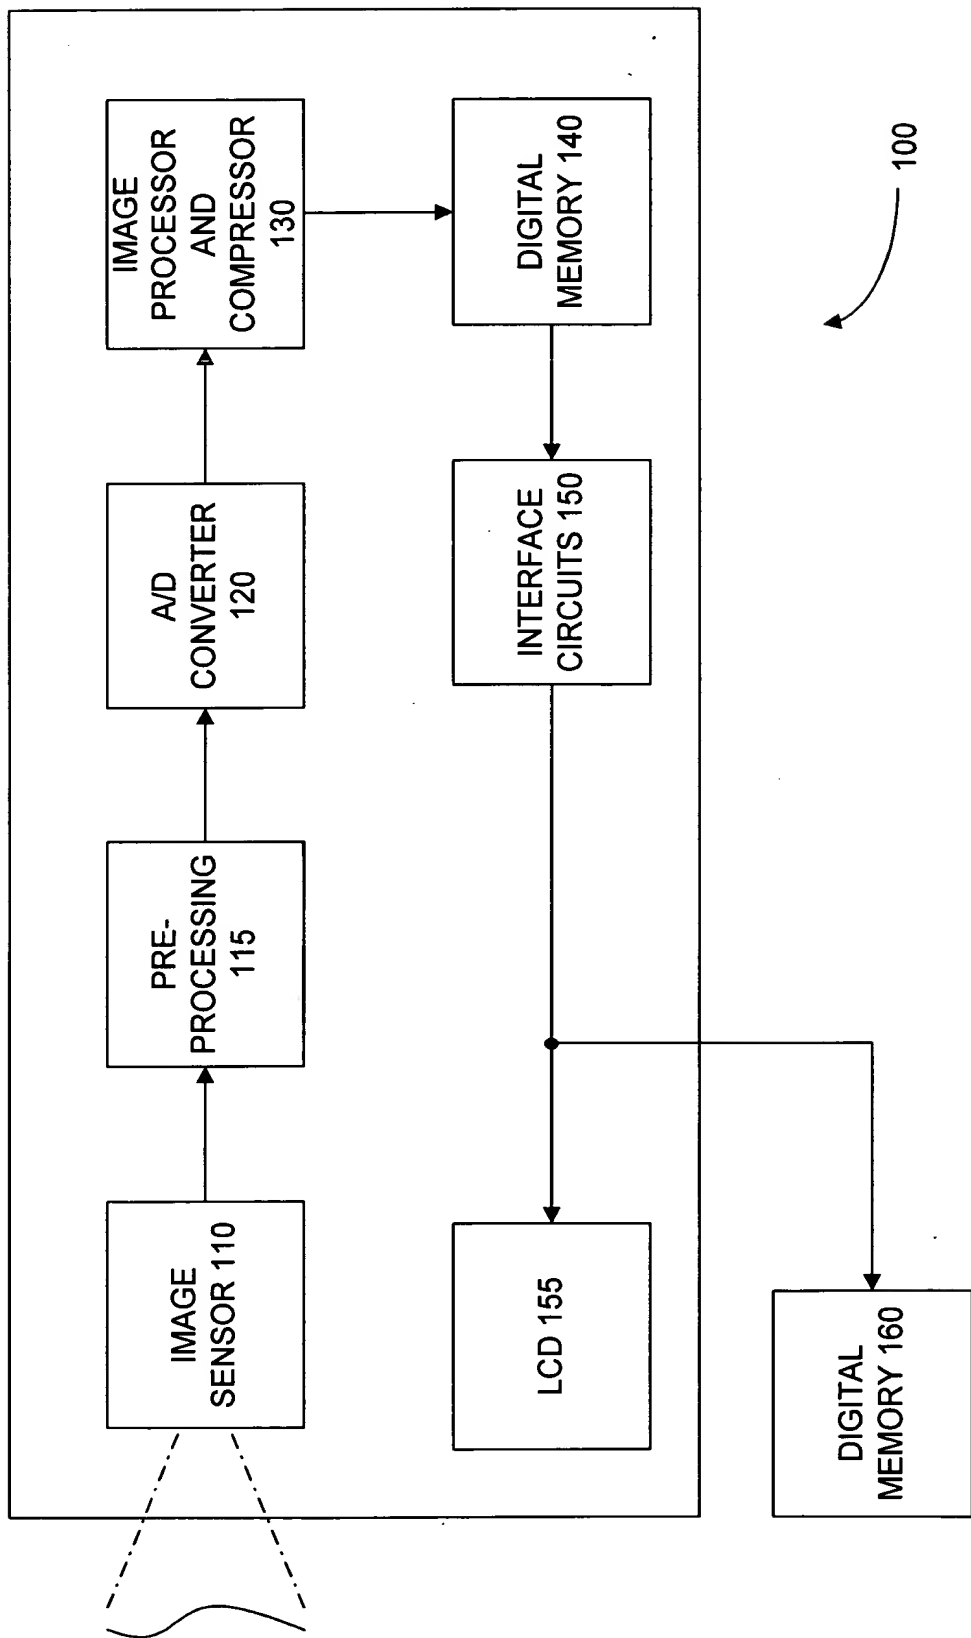 IMAGE
SENSOR 110
PRE-
PROCESSING
115
A/D
CONVERTER
120
IMAGE
PROCESSOR
AND
COMPRESSOR
130
LCD 155
INTERFACE
CIRCUITS 150
DIGITAL
MEMORY 140
DIGITAL
MEMORY 160
100